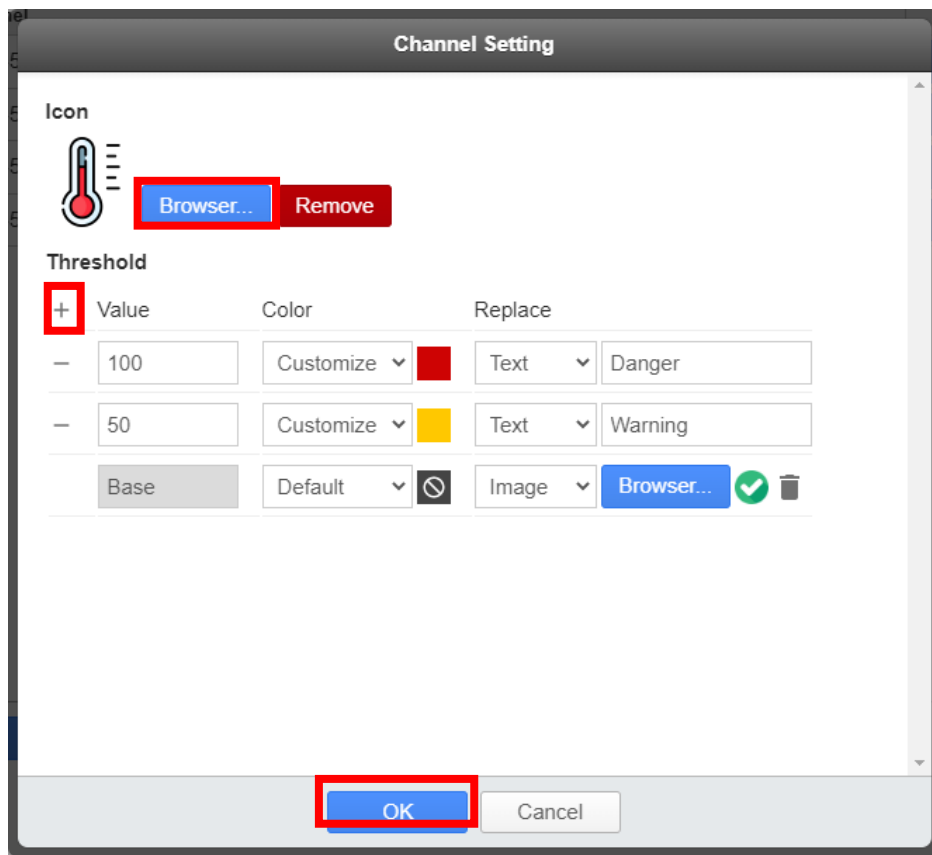 Channel Setting
Icon
Browser... Remove
Threshold
+ Value Color Replace
− 100 Customize Text Danger
− 50 Customize Text Warning
Base Default Image Browser...
OK Cancel